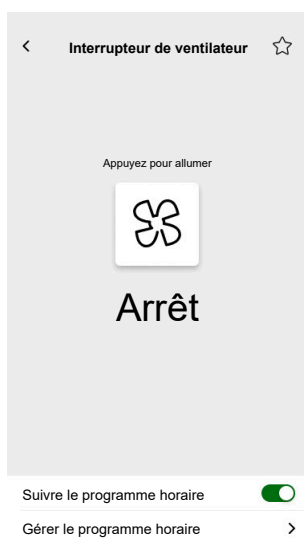 Interrupteur de ventilateur
Appuyez pour allumer
Arrêt
Suivre le programme horaire
Gérer le programme horaire